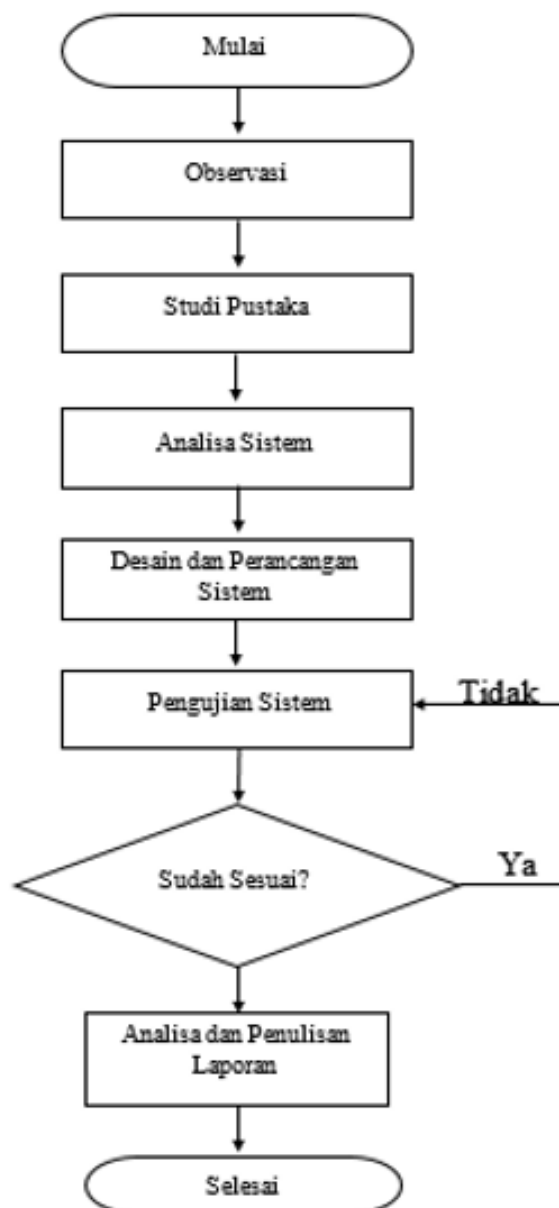 Mulai
Observasi
Studi Pustaka
Analisa Sistem
Desain dan Perancangan
Sistem
Pengujian Sistem
Tidak
Sudah Sesuai?
Ya
Analisa dan Penulisan
Laporan
Selesai